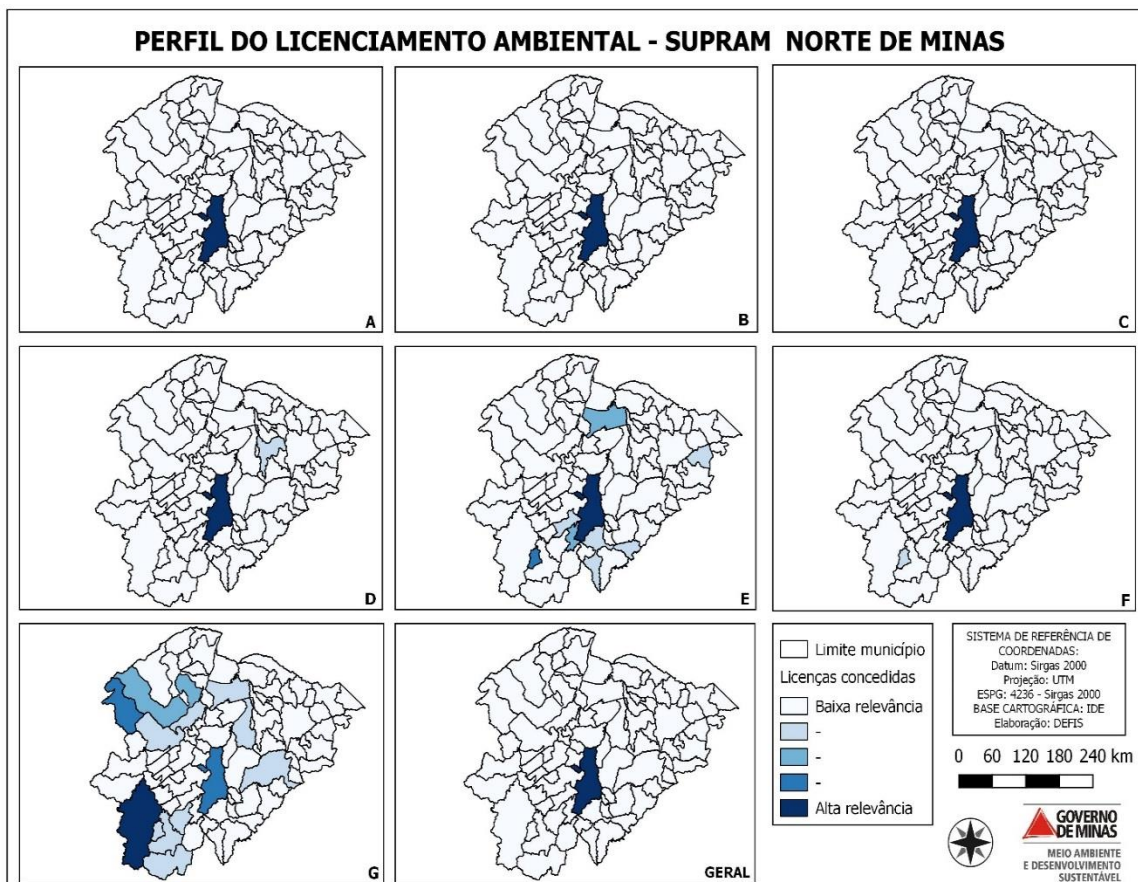 PERFIL DO LICENCIAMENTO AMBIENTAL - SUPRAM NORTE DE MINAS
A
B
C
D
E
F
G
GERAL
Limite município
Licenças concedidas
Baixa relevância
-
-
-
Alta relevância
SISTEMA DE REFERÊNCIA DE
COORDENADAS:
Datum: Sirgas 2000
Projeção: UTM
ESPG: 4236 - Sirgas 2000
BASE CARTOGRÁFICA: IDE
Elaboração: DEFIS
0 60 120 180 240 km
GOVERNO
DE MINAS
MEIO AMBIENTE
E DESENVOLVIMENTO
SUSTENTÁVEL